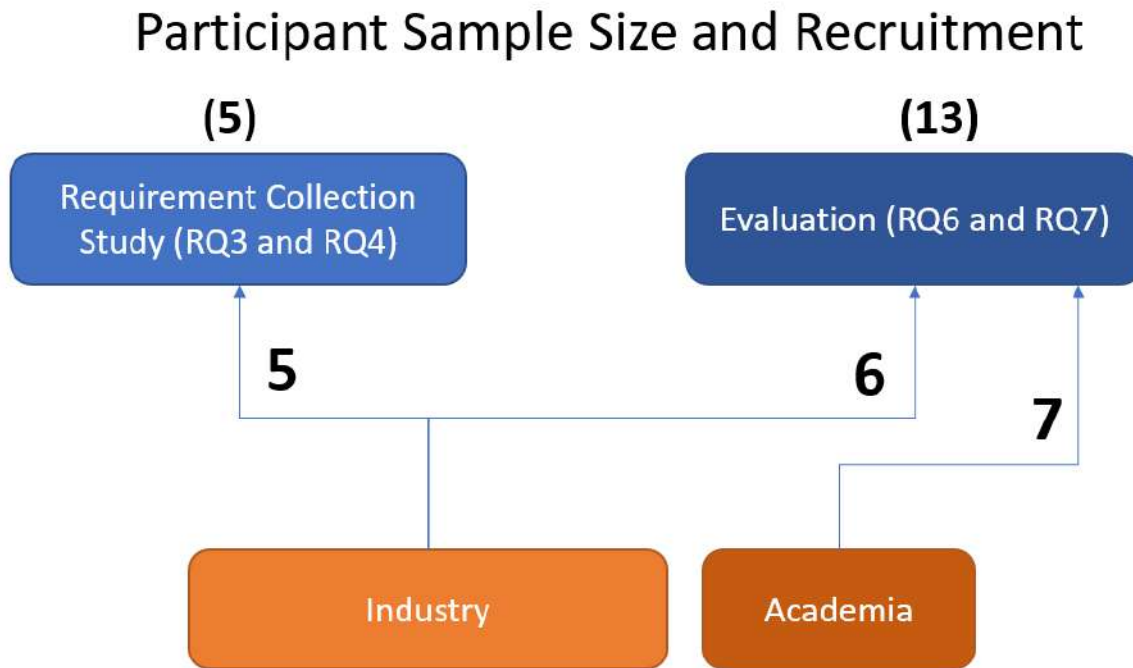 Participant Sample Size and Recruitment
(5)
(13)
Requirement Collection
Study (RQ3 and RQ4)
Evaluation (RQ6 and RQ7)
5
6
7
Industry
Academia